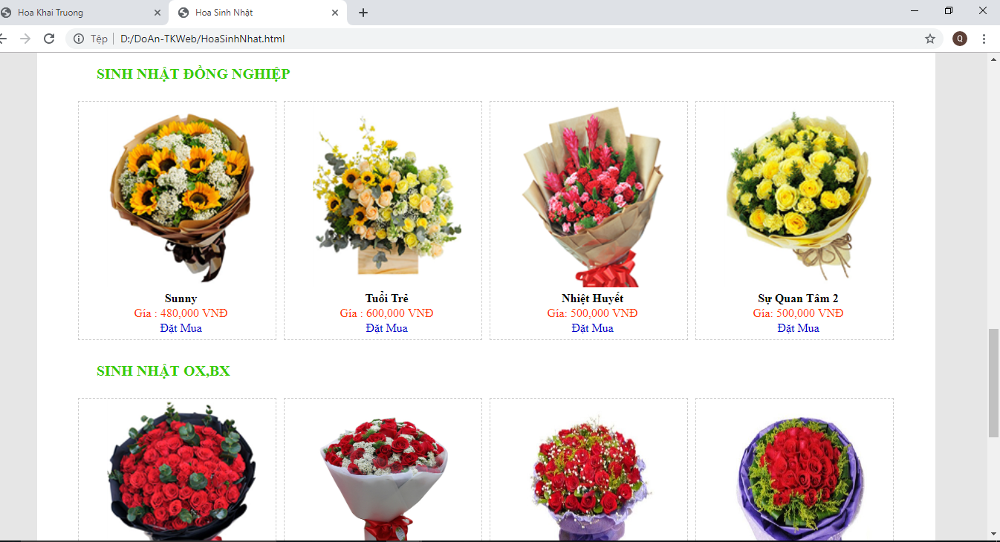 Hoa Khai Truong
Hoa Sinh Nhật
Tệp
D:/DoAn-TKWeb/HoaSinhNhat.html
Q
SINH NHẬT ĐỒNG NGHIỆP
Sunny
Gía : 480,000 VNĐ
Đặt Mua
Tuổi Trẻ
Gía : 600,000 VNĐ
Đặt Mua
Nhiệt Huyết
Gía: 500,000 VNĐ
Đặt Mua
Sự Quan Tâm 2
Gía: 500,000 VNĐ
Đặt Mua
SINH NHẬT OX,BX